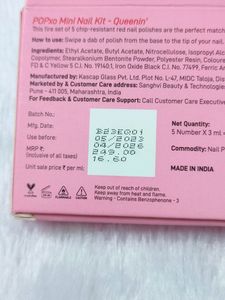 POPxo Mini Nail Kit - Queenin'
This fire set of 5 chip-resistant red nail polishes are the perfect match
How to use: Swipe a dab of polish from the base to the tip of your nail.
Ingredients: Ethyl Acetate, Butyl Acetate, Nitrocellulose, Isopropyl Alcohol
Copolymer, Stearalkonium Bentonite Powder, Polyester Resin, Colourant
FD & C Yellow 5 C.I. No. 19140:1, Iron Oxide Black C.I. No. 77499, Ferric
Manufactured by: Kascap Glass Pvt. Ltd. Plot No. L-47, MIDC Taloja,
Marketed by & Customer Care address: Sanghvi Beauty & Technologies
Pune - 411 005, Maharashtra, India
For Feedback & Customer Care Support: Call Customer Care Executive
Batch No.: B23EG01
Mfg. Date: 05/2023
Use Before: 04/2026
MRP ₹: 249.00
(Inclusive of all taxes)
Unit sale price ₹ per ml: 16.60
Net Quantity:
5 Number X 3 ml
Commodity: Nail P
MADE IN INDIA
Keep out of reach of children.
Keep away from heat and flame.
Warning - Contains Benzophenone - 3